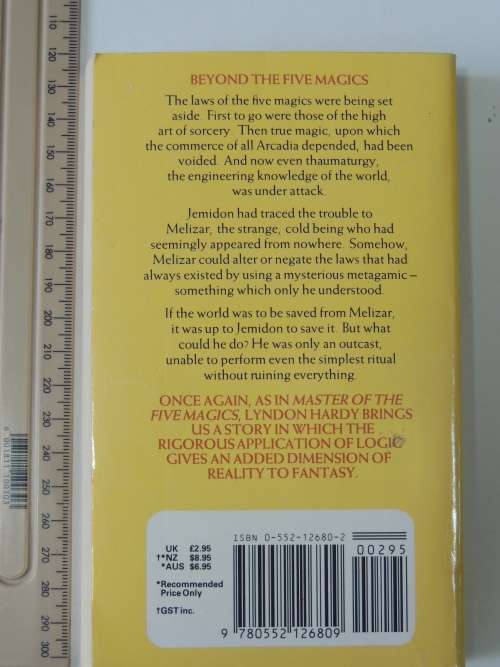 BEYOND THE FIVE MAGICS
The laws of the five magics were being set
aside. First to go were those of the high
art of sorcery. Then true magic, upon which
the commerce of all Arcadia depended, had been
voided. And now even thaumaturgy,
the engineering knowledge of the world,
was under attack.
Jemidon had traced the trouble to
Melizar, the strange, cold being who had
seemingly appeared from nowhere. Somehow,
Melizar could alter or negate the laws that had
always existed by using a mysterious metagamic –
something which only he understood.
If the world was to be saved from Melizar,
it was up to Jemidon to save it. But what
could he do? He was only an outcast,
unable to perform even the simplest ritual
without ruining everything.
ONCE AGAIN, AS IN MASTER OF THE
FIVE MAGICS, LYNDON HARDY BRINGS
US A STORY IN WHICH THE
RIGOROUS APPLICATION OF LOGIC
GIVES AN ADDED DIMENSION OF
REALITY TO FANTASY.
ISBN 0-552-12680-2
00295
UK £2.95
†*NZ $8.95
*AUS $6.95
*Recommended
Price Only
†GST inc.
9 780552 126809
110
120
130
140
150
160
170
180
190
200
210
220
230
240
250
260
270
280
290
300